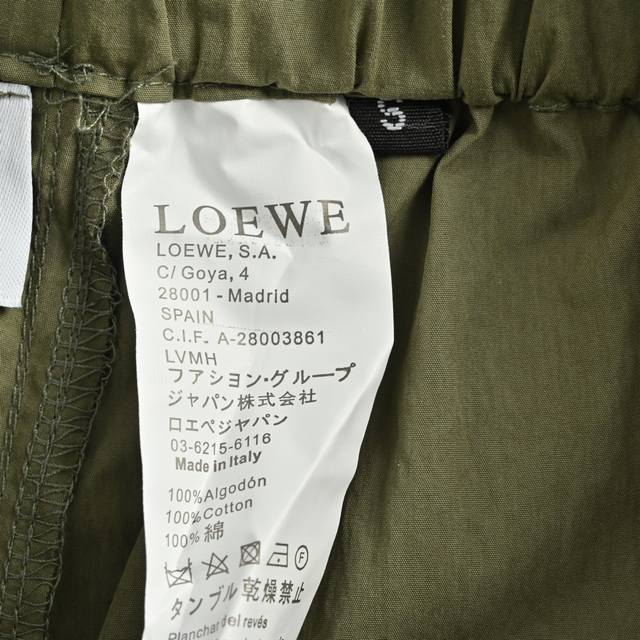 S
LOEWE
LOEWE, S.A.
C/ Goya, 4
28001 - Madrid
SPAIN
C.I.F. A-28003861
LVMH
ファション・グループ
ジャパン株式会社
ロエベジャパン
03-6215-6116
Made in Italy
100% Algodón
100% Cotton
100% 綿
F
タンブル乾燥禁止
Planchar del revés